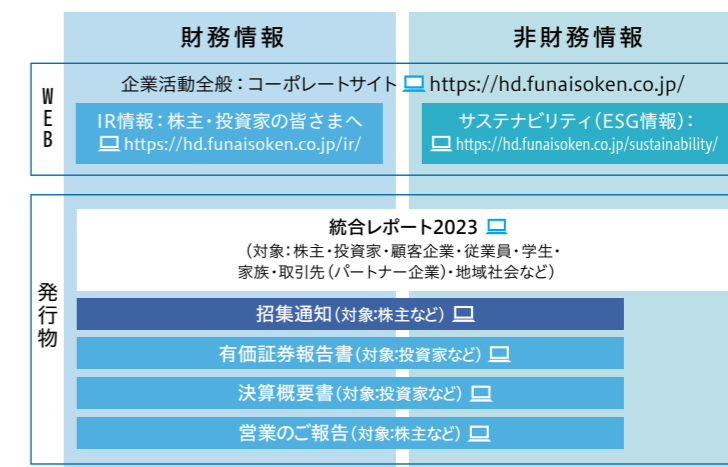 財務情報
非財務情報
WEB
企業活動全般：コーポレートサイト https://hd.funaisoken.co.jp/
IR情報：株主・投資家の皆さまへ
https://hd.funaisoken.co.jp/ir/
サステナビリティ（ESG情報）：
https://hd.funaisoken.co.jp/sustainability/
発行物
統合レポート2023
（対象：株主・投資家・顧客企業・従業員・学生・
家族・取引先（パートナー企業）・地域社会など）
招集通知（対象：株主など）
有価証券報告書（対象：投資家など）
決算概要書（対象：投資家など）
営業のご報告（対象：株主など）